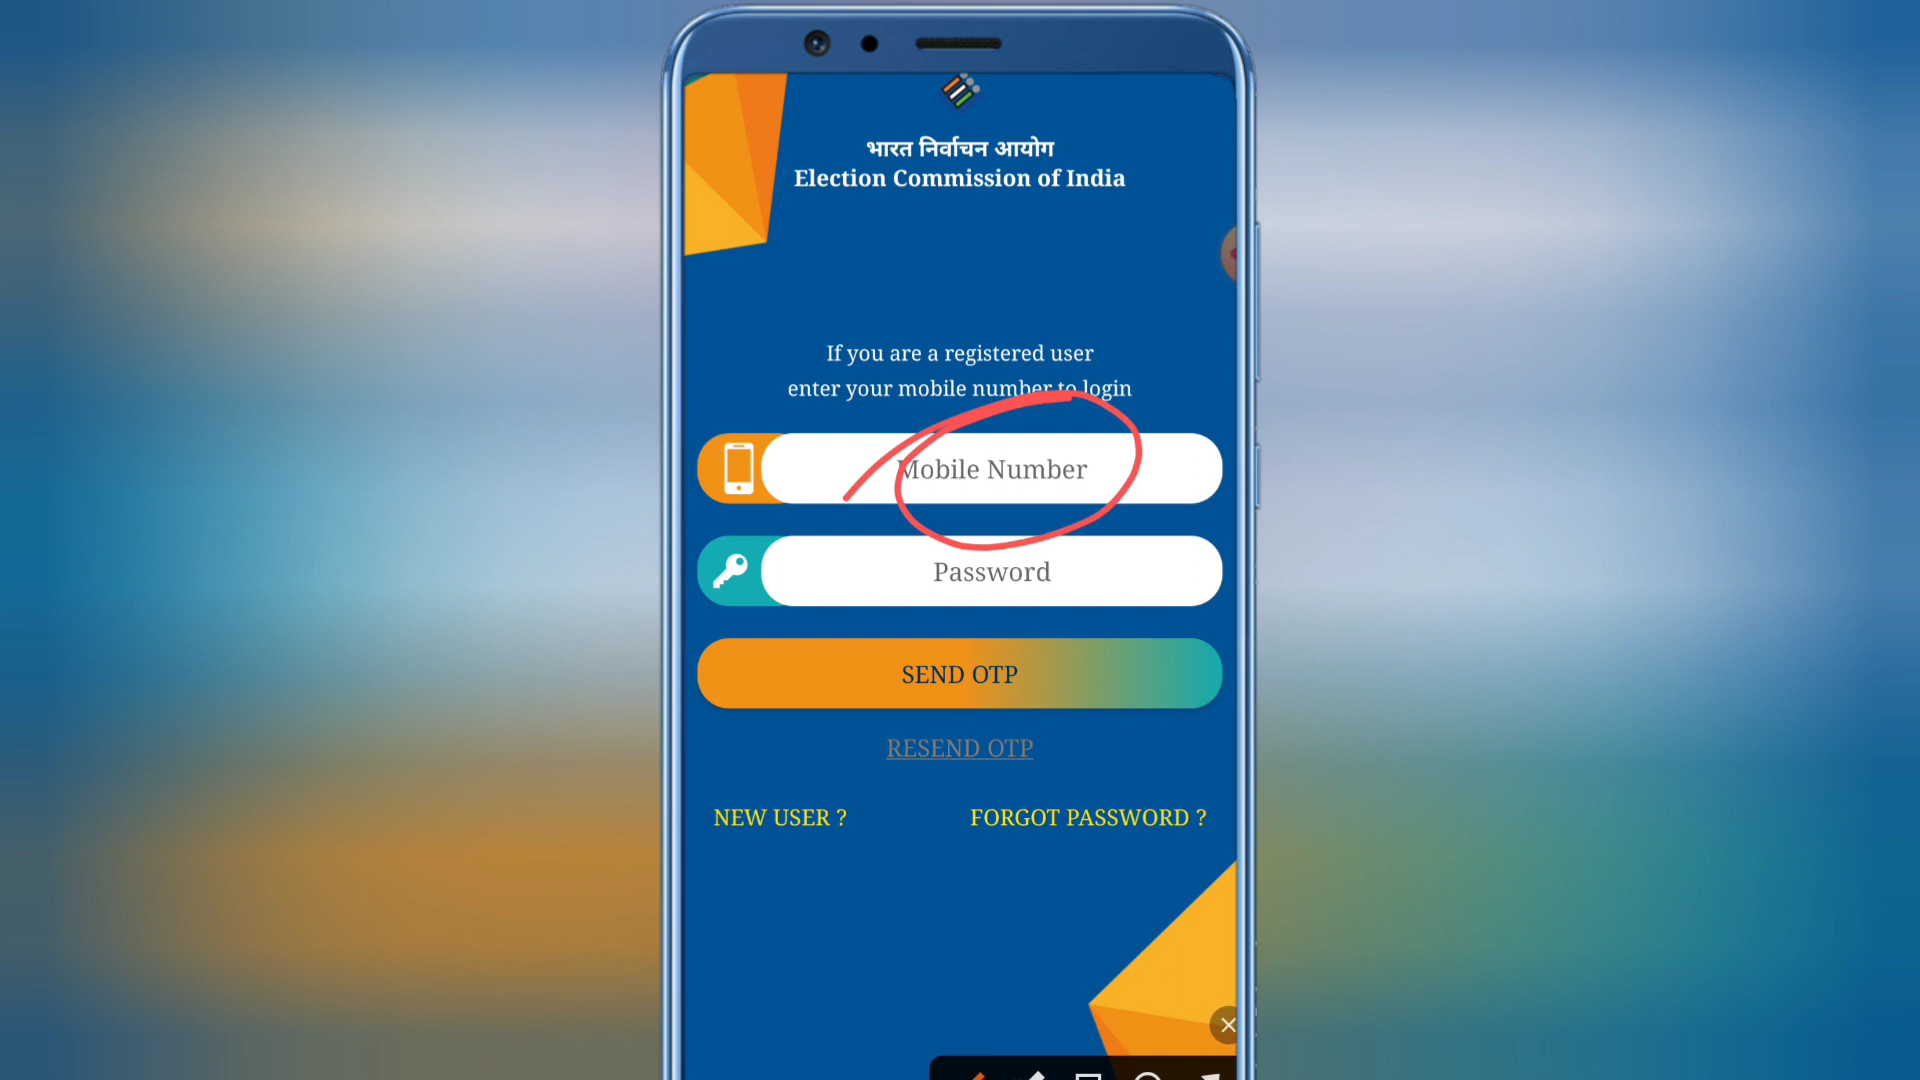 भारत निर्वाचन आयोग
Election Commission of India
If you are a registered user
enter your mobile number to login
Mobile Number
Password
SEND OTP
RESEND OTP
NEW USER ?
FORGOT PASSWORD ?